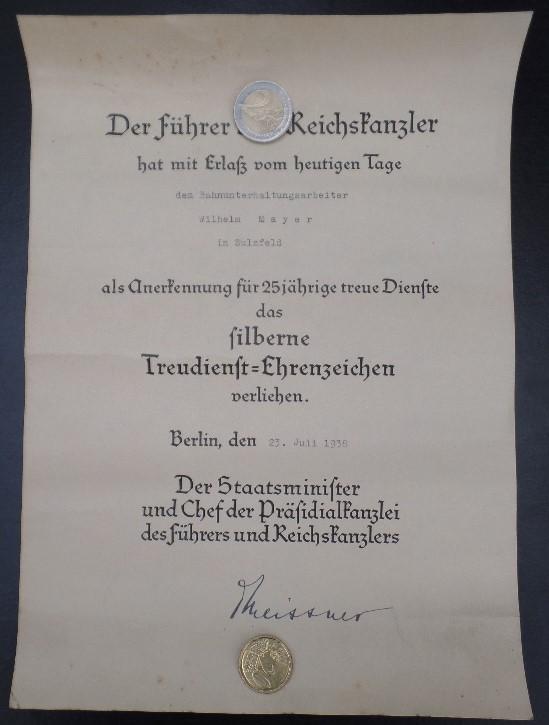 Der Führer Reichskanzler
hat mit Erlaß vom heutigen Tage
dem Bahnunterhaltungsarbeiter
Wilhelm Mayer
in Sulzfeld
als Anerkennung für 25jährige treue Dienste
das
silberne
Treudienst=Ehrenzeichen
verliehen.
Berlin, den 23. Juli 1938
Der Staatsminister
und Chef der Präsidialkanzlei
des Führers und Reichskanzlers
Meissner